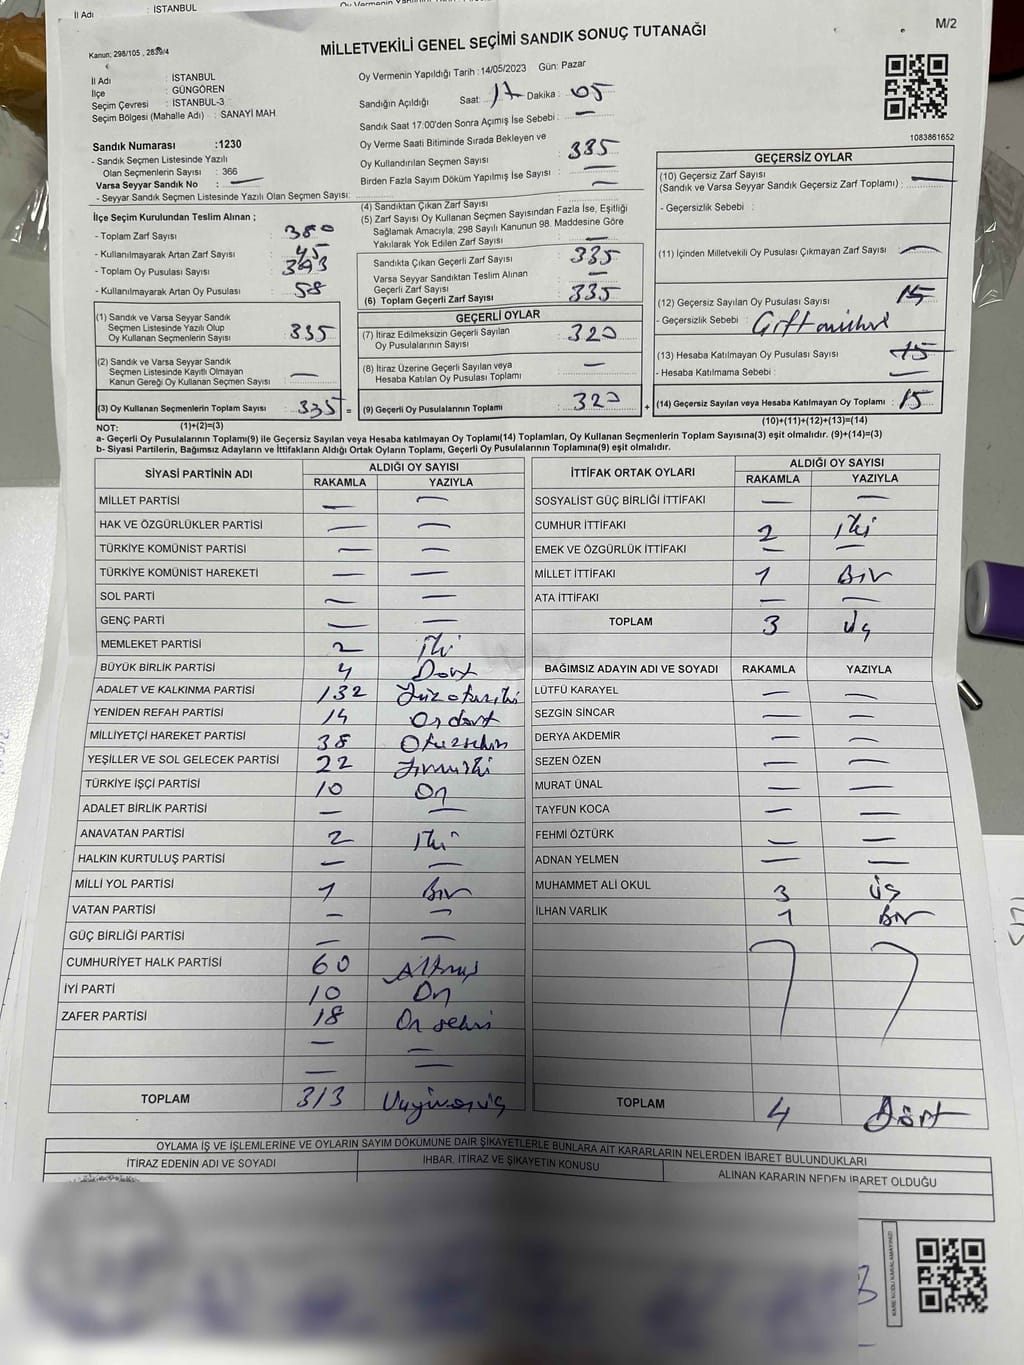 İl Adı : İSTANBUL
M/2
Kanun: 298/105 , 2839/4
MİLLETVEKİLİ GENEL SEÇİMİ SANDIK SONUÇ TUTANAĞI
İl Adı : İSTANBUL
İlçe : GÜNGÖREN
Seçim Çevresi : İSTANBUL-3
Seçim Bölgesi (Mahalle Adı) : SANAYİ MAH
Sandık Numarası :1230
- Sandık Seçmen Listesinde Yazılı
Olan Seçmenlerin Sayısı : 366
Varsa Seyyar Sandık No —
- Seyyar Sandık Seçmen Listesinde Yazılı Olan Seçmen Sayısı: —
Oy Vermenin Yapıldığı Tarih : 14/05/2023 Gün: Pazar
Sandığın Açıldığı Saat: 17 Dakika : 05
Sandık Saat 17:00'den Sonra Açımış İse Sebebi : —
Oy Verme Saati Bitiminde Sırada Bekleyen ve
Oy Kullandırılan Seçmen Sayısı : 335
Birden Fazla Sayım Döküm Yapılmış İse Sayısı : —
1083861652
İlçe Seçim Kurulundan Teslim Alınan ;
- Toplam Zarf Sayısı : 380
- Kullanılmayarak Artan Zarf Sayısı : 45
- Toplam Oy Pusulası Sayısı : 393
- Kullanılmayarak Artan Oy Pusulası : 58
(4) Sandıktan Çıkan Zarf Sayısı —
(5) Zarf Sayısı Oy Kullanan Seçmen Sayısından Fazla İse, Eşitliği
Sağlamak Amacıyla, 298 Sayılı Kanunun 98. Maddesine Göre
Yakılarak Yok Edilen Zarf Sayısı : —
Sandıkta Çıkan Geçerli Zarf Sayısı : 335
Varsa Seyyar Sandıktan Teslim Alınan
Geçerli Zarf Sayısı : —
(6) Toplam Geçerli Zarf Sayısı : 335
GEÇERSİZ OYLAR
(10) Geçersiz Zarf Sayısı
(Sandık ve Varsa Seyyar Sandık Geçersiz Zarf Toplamı) : —
- Geçersizlik Sebebi :
(11) İçinden Milletvekili Oy Pusulası Çıkmayan Zarf Sayısı : —
(12) Geçersiz Sayılan Oy Pusulası Sayısı : 15
- Geçersizlik Sebebi : Çift mühür
(13) Hesaba Katılmayan Oy Pusulası Sayısı : 15
- Hesaba Katılmama Sebebi : —
(14) Geçersiz Sayılan veya Hesaba Katılmayan Oy Toplamı : 15
(1) Sandık ve Varsa Seyyar Sandık
Seçmen Listesinde Yazılı Olup
Oy Kullanan Seçmenlerin Sayısı : 335
(2) Sandık ve Varsa Seyyar Sandık
Seçmen Listesinde Kayıtlı Olmayan
Kanun Gereği Oy Kullanan Seçmen Sayısı : —
(3) Oy Kullanan Seçmenlerin Toplam Sayısı : 335 =
GEÇERLİ OYLAR
(7) İtiraz Edilmeksizin Geçerli Sayılan
Oy Pusulalarının Sayısı : 320
(8) İtiraz Üzerine Geçerli Sayılan veya
Hesaba Katılan Oy Pusulası Toplamı : —
(9) Geçerli Oy Pusulalarının Toplamı : 320 +
NOT: (1)+(2)=(3)
(10)+(11)+(12)+(13)=(14)
a- Geçerli Oy Pusulalarının Toplamı(9) ile Geçersiz Sayılan veya Hesaba katılmayan Oy Toplamı(14) Toplamları, Oy Kullanan Seçmenlerin Toplam Sayısına(3) eşit olmalıdır. (9)+(14)=(3)
b- Siyasi Partilerin, Bağımsız Adayların ve İttifakların Aldığı Ortak Oyların Toplamı, Geçerli Oy Pusulalarının Toplamına(9) eşit olmalıdır.
SİYASİ PARTİNİN ADI ALDIĞI OY SAYISI
RAKAMLA YAZIYLA
MİLLET PARTİSİ — —
HAK VE ÖZGÜRLÜKLER PARTİSİ — —
TÜRKİYE KOMÜNİST PARTİSİ — —
TÜRKİYE KOMÜNİST HAREKETİ — —
SOL PARTİ — —
GENÇ PARTİ — —
MEMLEKET PARTİSİ 2 iki
BÜYÜK BİRLİK PARTİSİ 4 Dört
ADALET VE KALKINMA PARTİSİ 132 Yüzotuziki
YENİDEN REFAH PARTİSİ 14 Ondört
MİLLİYETÇİ HAREKET PARTİSİ 38 Otuzsekiz
YEŞİLLER VE SOL GELECEK PARTİSİ 22 Yirmiiki
TÜRKİYE İŞÇİ PARTİSİ 10 On
ADALET BİRLİK PARTİSİ — —
ANAVATAN PARTİSİ 2 iki
HALKIN KURTULUŞ PARTİSİ — —
MİLLİ YOL PARTİSİ 1 Bir
VATAN PARTİSİ — —
GÜÇ BİRLİĞİ PARTİSİ — —
CUMHURİYET HALK PARTİSİ 60 Altmış
İYİ PARTİ 10 On
ZAFER PARTİSİ 18 On sekiz
— —
— —
TOPLAM 313 Üçyüzonüç
İTTİFAK ORTAK OYLARI ALDIĞI OY SAYISI
RAKAMLA YAZIYLA
SOSYALİST GÜÇ BİRLİĞİ İTTİFAKI — —
CUMHUR İTTİFAKI 2 iki
EMEK VE ÖZGÜRLÜK İTTİFAKI — —
MİLLET İTTİFAKI 1 Bir
ATA İTTİFAKI — —
TOPLAM 3 Üç
BAĞIMSIZ ADAYIN ADI VE SOYADI RAKAMLA YAZIYLA
LÜTFÜ KARAYEL — —
SEZGİN SİNCAR — —
DERYA AKDEMİR — —
SEZEN ÖZEN — —
MURAT ÜNAL — —
TAYFUN KOCA — —
FEHMİ ÖZTÜRK — —
ADNAN YELMEN — —
MUHAMMET ALİ OKUL 3 üç
İLHAN VARLIK 1 Bir
TOPLAM 4 Dört
OYLAMA İŞ VE İŞLEMLERİNE VE OYLARIN SAYIM DÖKÜMUNE DAİR ŞİKAYETLERLE BUNLARA AİT KARARLARIN NELERDEN İBARET BULUNDUKLARI
İTİRAZ EDENİN ADI VE SOYADI İHBAR, İTİRAZ VE ŞİKAYETİN KONUSU ALINAN KARARIN NEDEN İBARET OLDUĞU
KARE KODU KARALAMAYINIZ!